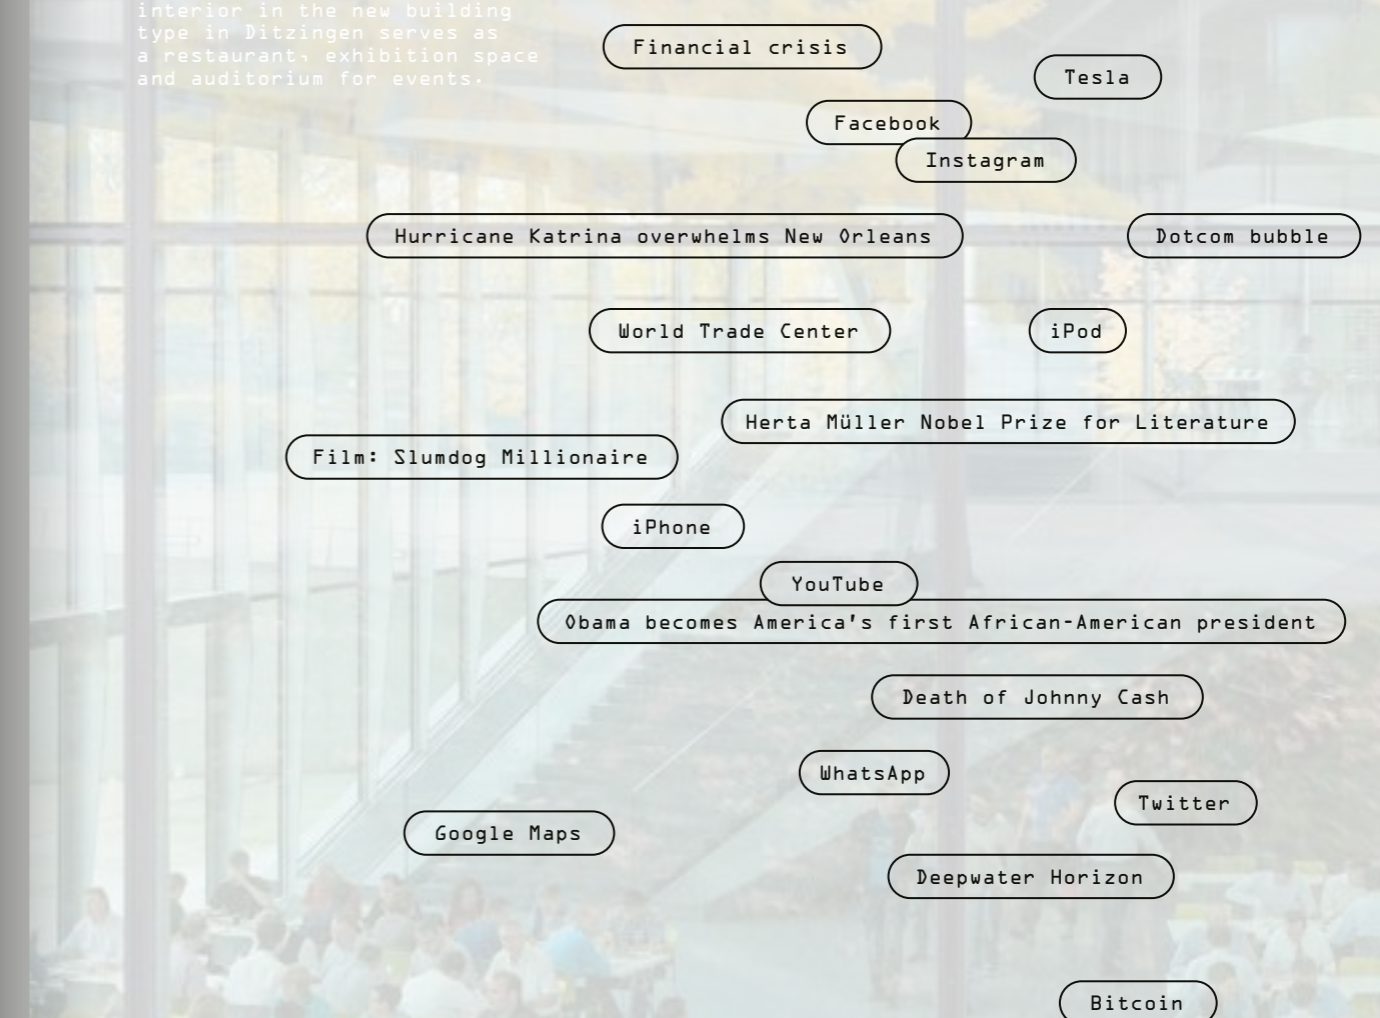 interior in the new building
type in Ditzingen serves as
a restaurant, exhibition space
and auditorium for events.
Financial crisis
Tesla
Facebook
Instagram
Hurricane Katrina overwhelms New Orleans
Dotcom bubble
World Trade Center
iPod
Herta Müller Nobel Prize for Literature
Film: Slumdog Millionaire
iPhone
YouTube
Obama becomes America's first African-American president
Death of Johnny Cash
WhatsApp
Twitter
Google Maps
Deepwater Horizon
Bitcoin